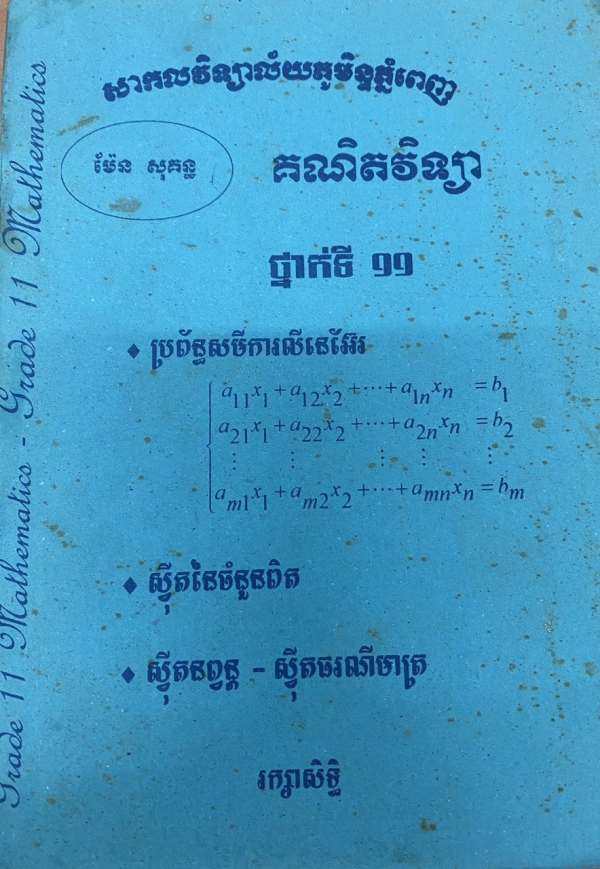 សាកលវិទ្យាល័យភូមិន្ទភ្នំពេញ
ម៉ែន សុគន្ធ
គណិតវិទ្យា
ថ្នាក់ទី ១១
♦ ប្រព័ន្ធសមីការលីនេអ៊ែរ
a11x1 + a12x2 + ⋯ + a1nxn = b1
a21x1 + a22x2 + ⋯ + a2nxn = b2
⋮ ⋮ ⋮ ⋮ ⋮
am1x1 + am2x2 + ⋯ + amnxn = bm
♦ ស្វ៊ីតនៃចំនួនពិត
♦ ស្វ៊ីតនព្វន្ត – ស្វ៊ីតធរណីមាត្រ
រក្សាសិទ្ធិ
Grade 11 Mathematics - Grade 11 Mathematics